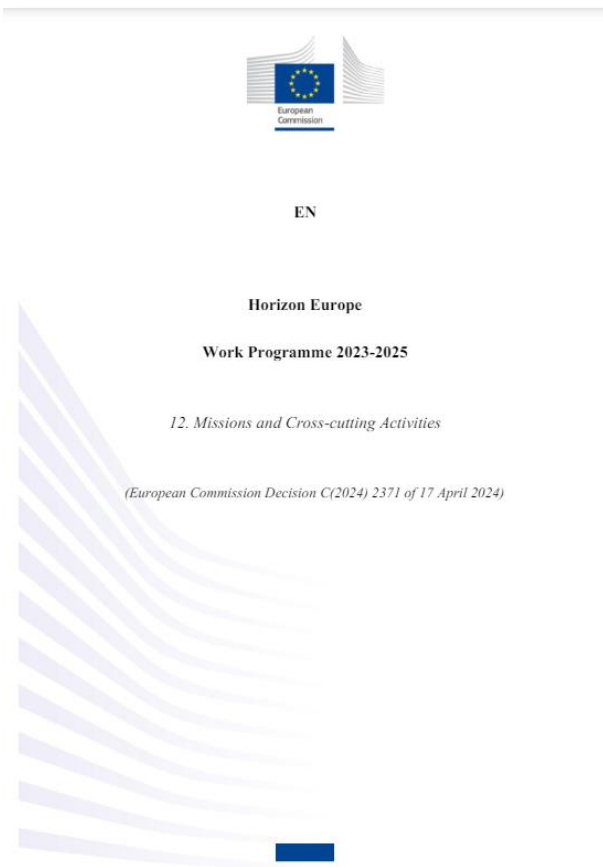 European
Commission
EN
Horizon Europe
Work Programme 2023-2025
12. Missions and Cross-cutting Activities
(European Commission Decision C(2024) 2371 of 17 April 2024)